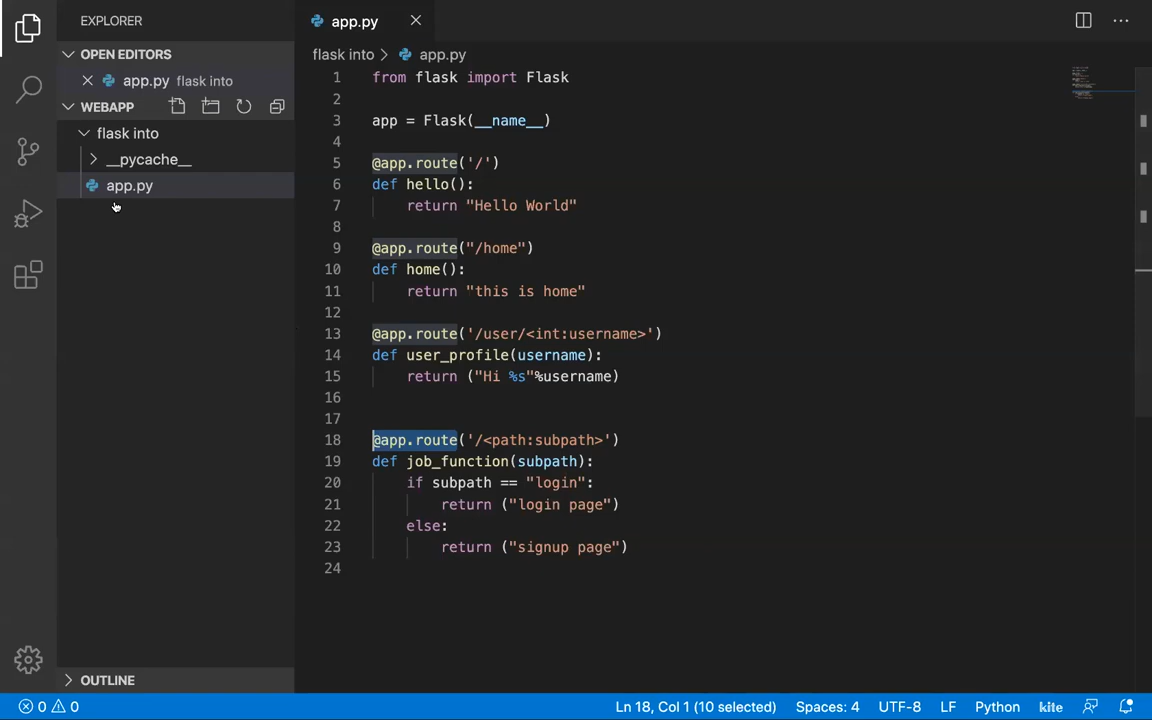 EXPLORER
OPEN EDITORS
app.py flask into
WEBAPP
flask into
__pycache__
app.py
OUTLINE
app.py
flask into > app.py
1 from flask import Flask
2
3 app = Flask(__name__)
4
5 @app.route('/')
6 def hello():
7 return "Hello World"
8
9 @app.route("/home")
10 def home():
11 return "this is home"
12
13 @app.route('/user/<int:username>')
14 def user_profile(username):
15 return ("Hi %s"%username)
16
17
18 @app.route('/<path:subpath>')
19 def job_function(subpath):
20 if subpath == "login":
21 return ("login page")
22 else:
23 return ("signup page")
24
0 0 Ln 18, Col 1 (10 selected) Spaces: 4 UTF-8 LF Python kite